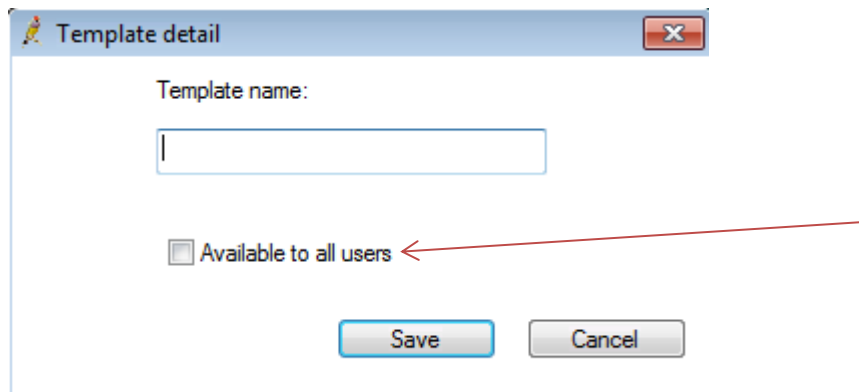 Template detail
Template name:
Available to all users
Save
Cancel